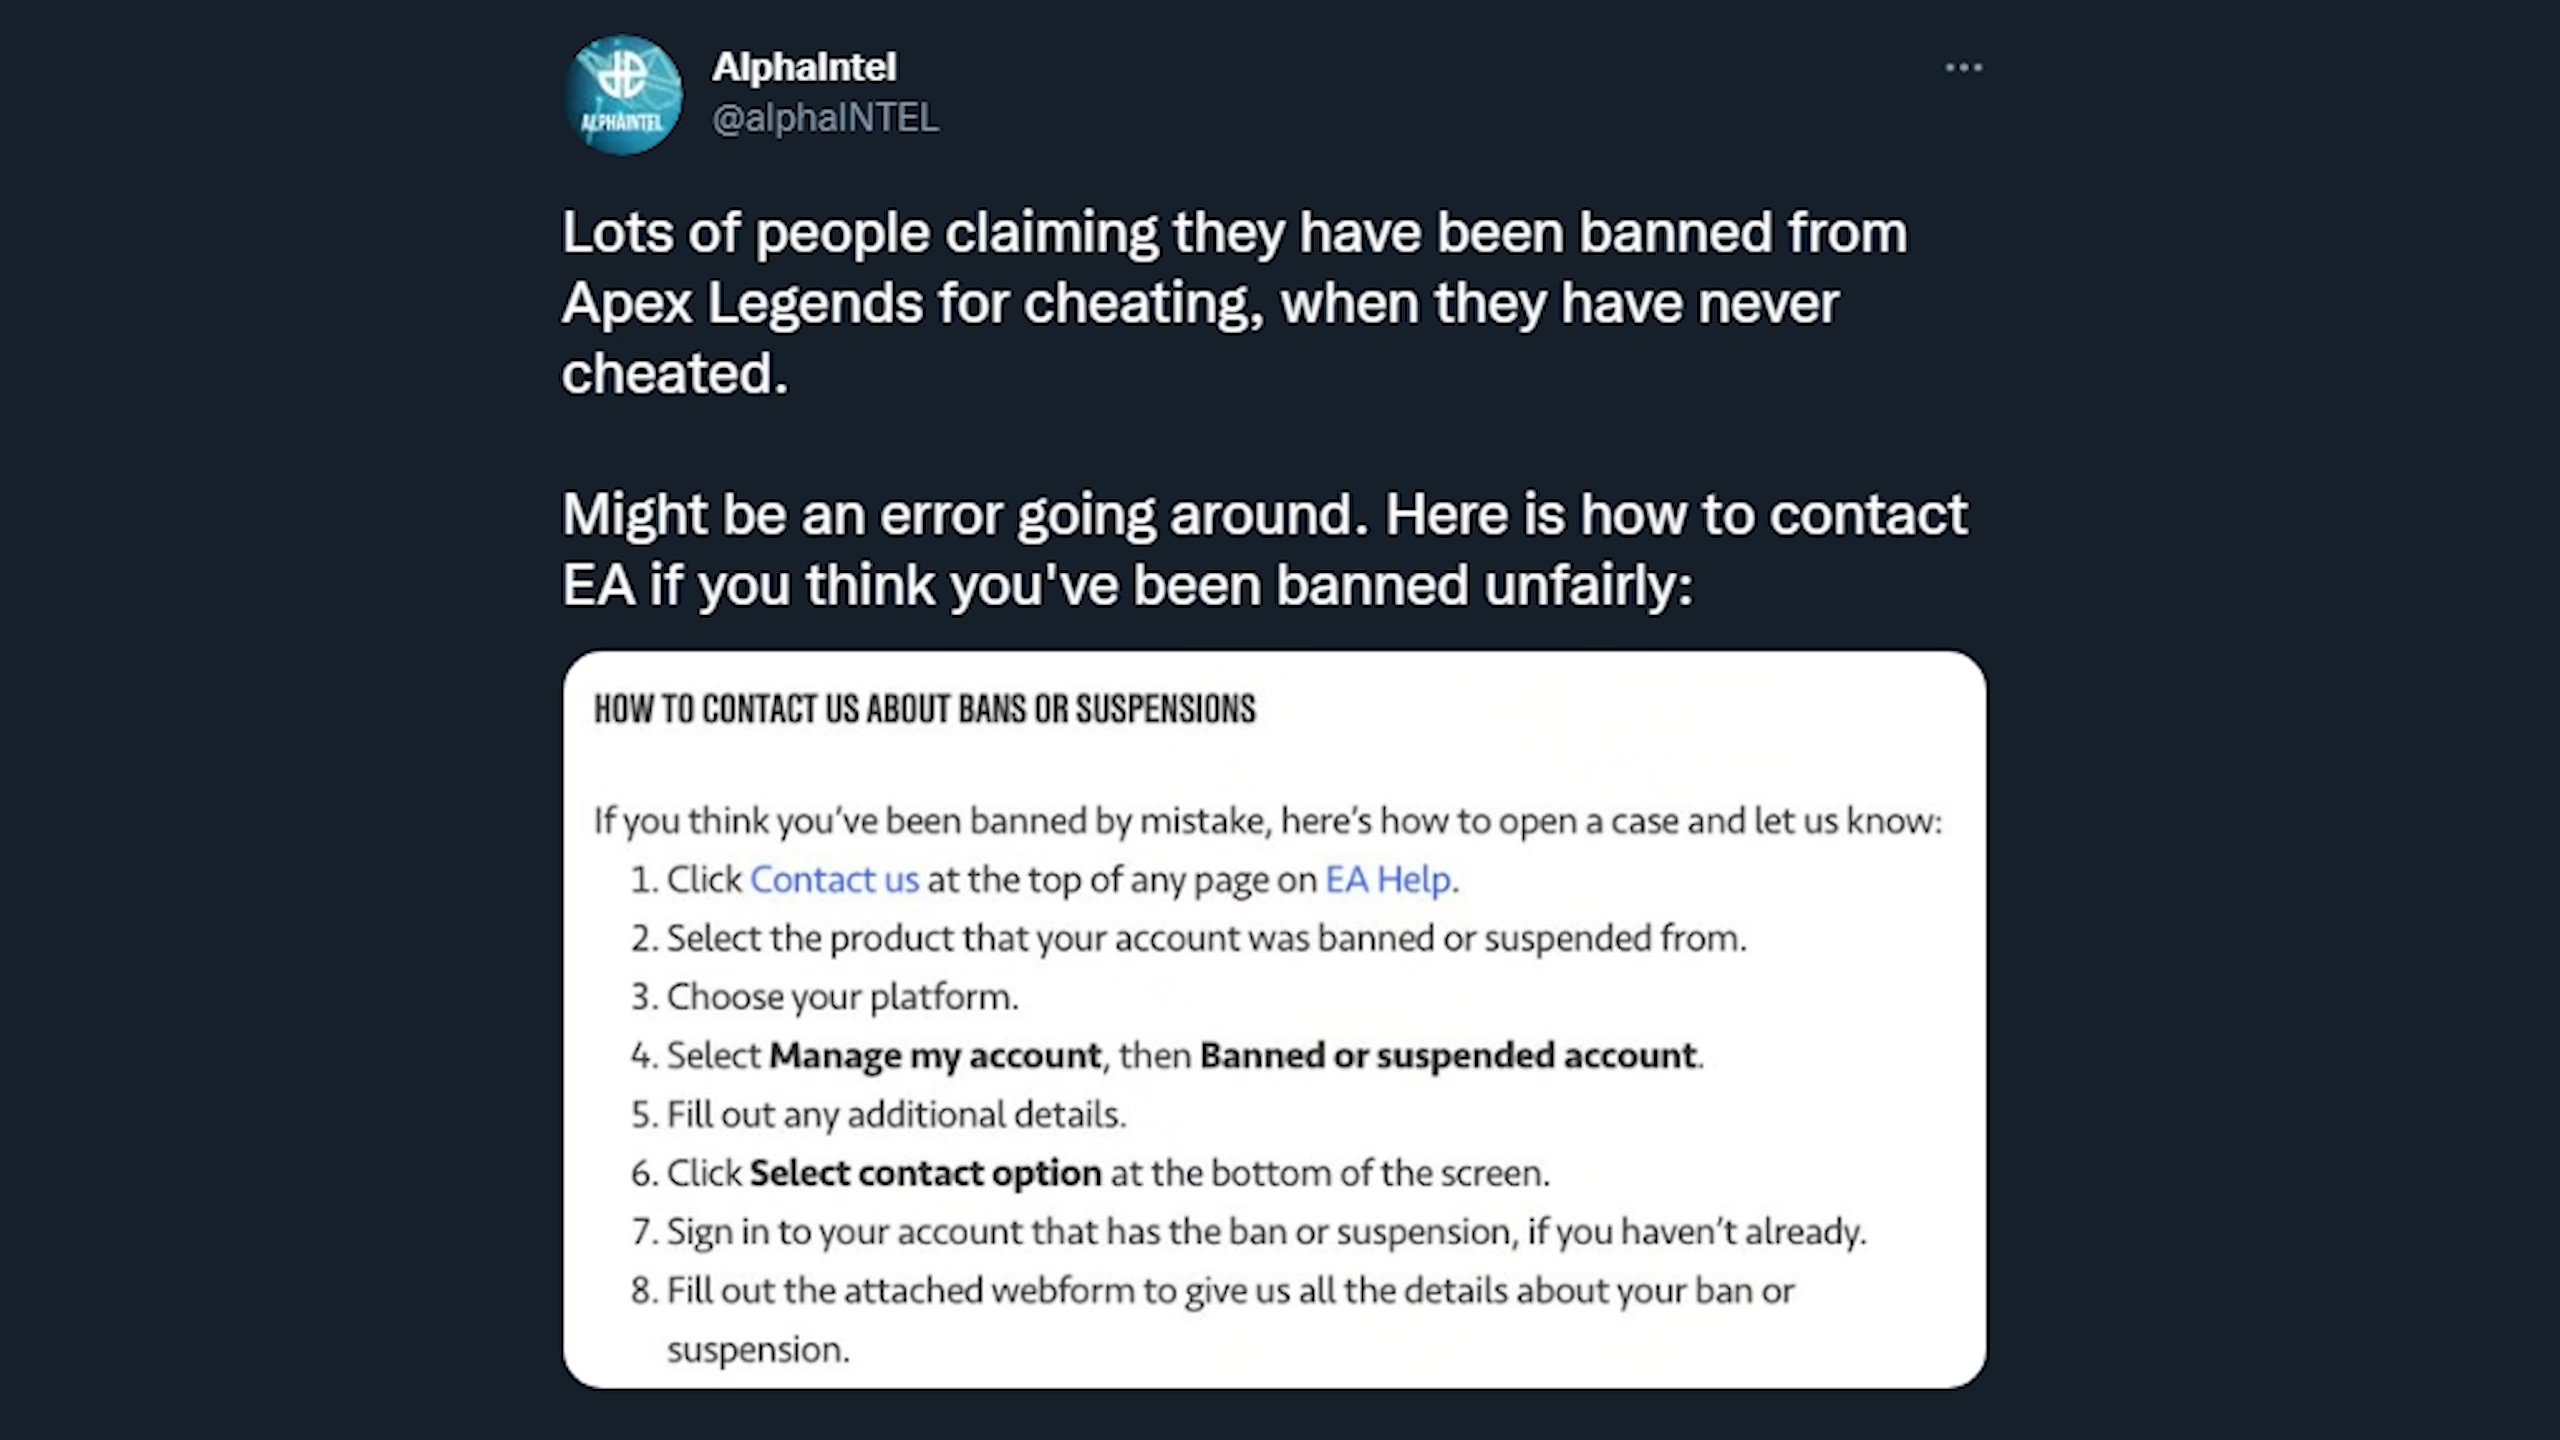 AlphaIntel
@alphaINTEL
ALPHAINTEL
Lots of people claiming they have been banned from
Apex Legends for cheating, when they have never
cheated.
Might be an error going around. Here is how to contact
EA if you think you've been banned unfairly:
HOW TO CONTACT US ABOUT BANS OR SUSPENSIONS
If you think you’ve been banned by mistake, here’s how to open a case and let us know:
1. Click Contact us at the top of any page on EA Help.
2. Select the product that your account was banned or suspended from.
3. Choose your platform.
4. Select Manage my account, then Banned or suspended account.
5. Fill out any additional details.
6. Click Select contact option at the bottom of the screen.
7. Sign in to your account that has the ban or suspension, if you haven’t already.
8. Fill out the attached webform to give us all the details about your ban or
suspension.